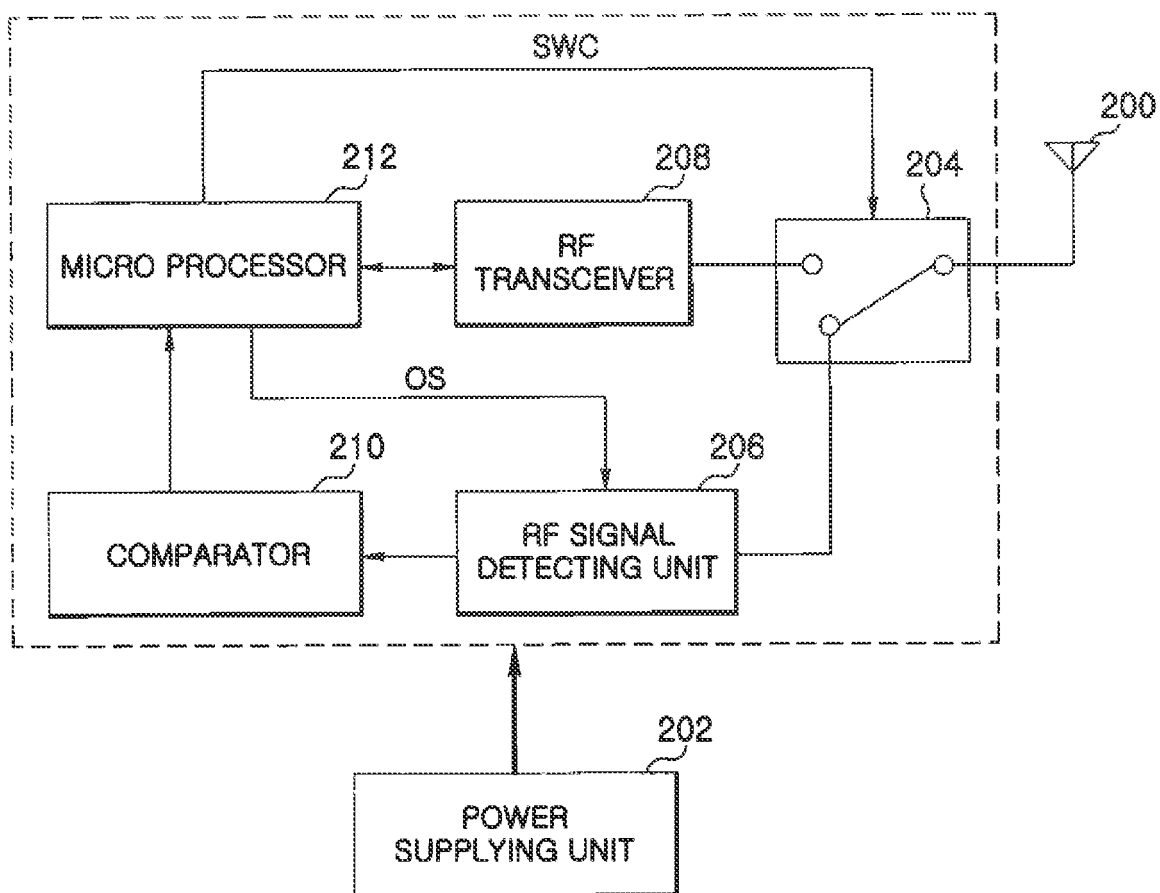 SWC
200
212
208
204
MICRO PROCESSOR
RF
TRANSCEIVER
OS
210
206
COMPARATOR
RF SIGNAL
DETECTING UNIT
202
POWER
SUPPLYING UNIT